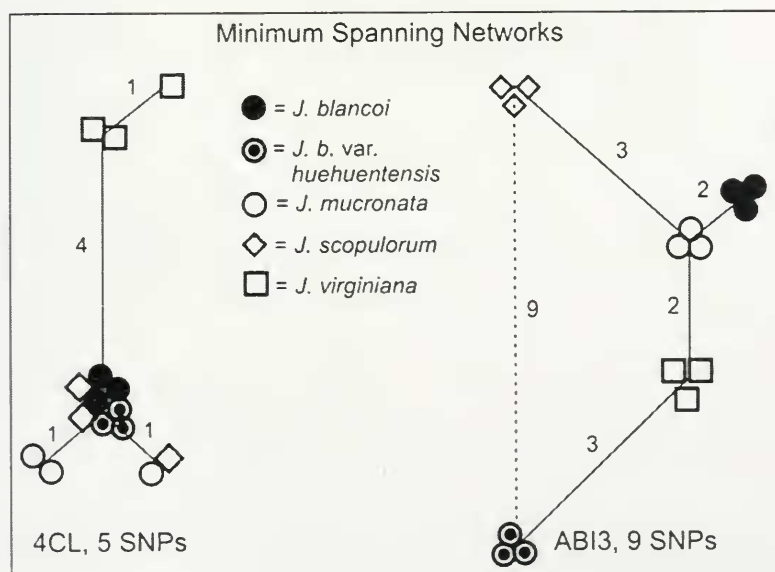 Minimum Spanning Networks
1
4
1
1
4CL, 5 SNPs
= J. blancoi
= J. b. var.
huehuentensis
= J. mucronata
= J. scopulorum
= J. virginiana
3
2
9
2
3
ABI3, 9 SNPs